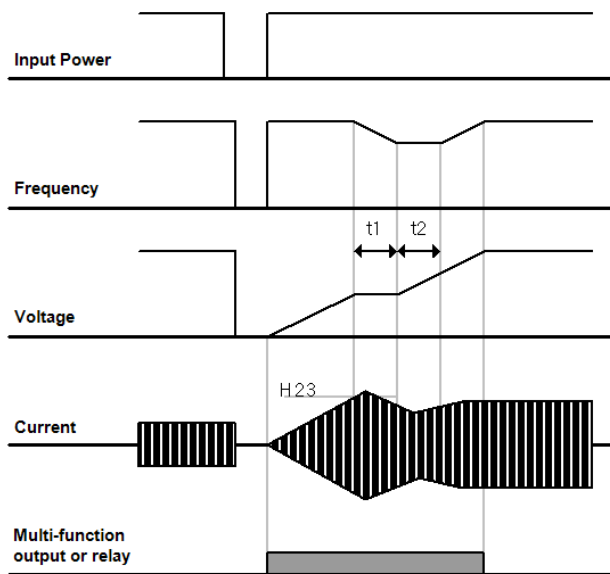 Input Power
Frequency
t1 t2
Voltage
H23
Current
Multi-function
output or relay